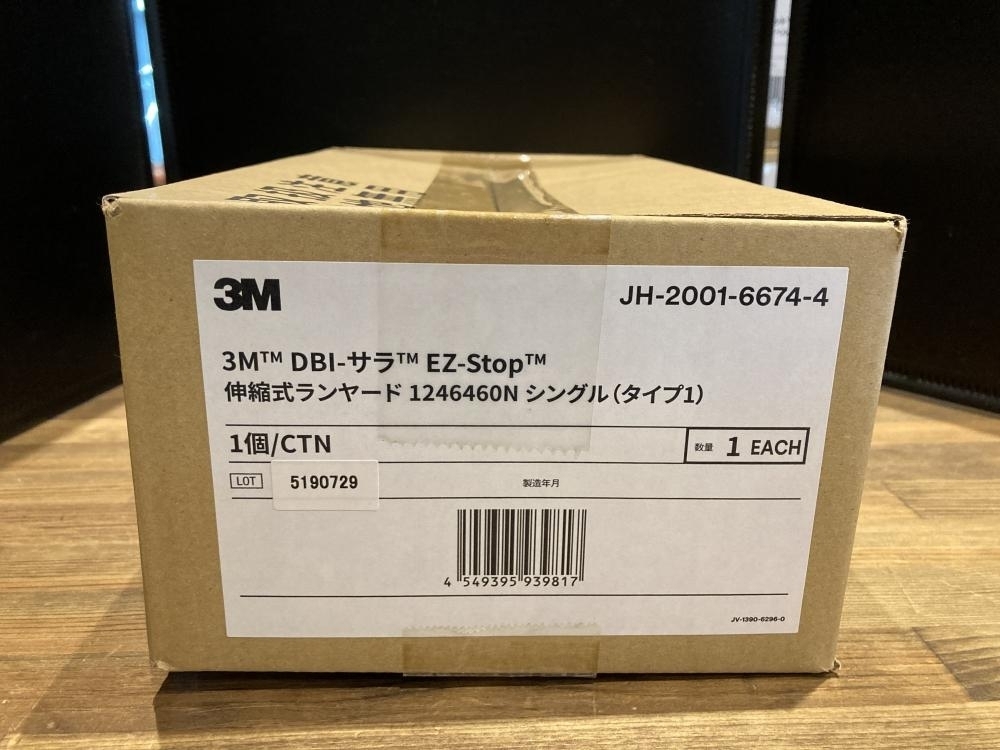 3M
JH-2001-6674-4
3M™ DBI-サラ™ EZ-Stop™
伸縮式ランヤード 1246460N シングル（タイプ1）
1個/CTN
数量 1 EACH
LOT 5190729
製造年月
4 549395 939817
JV-1390-6296-0